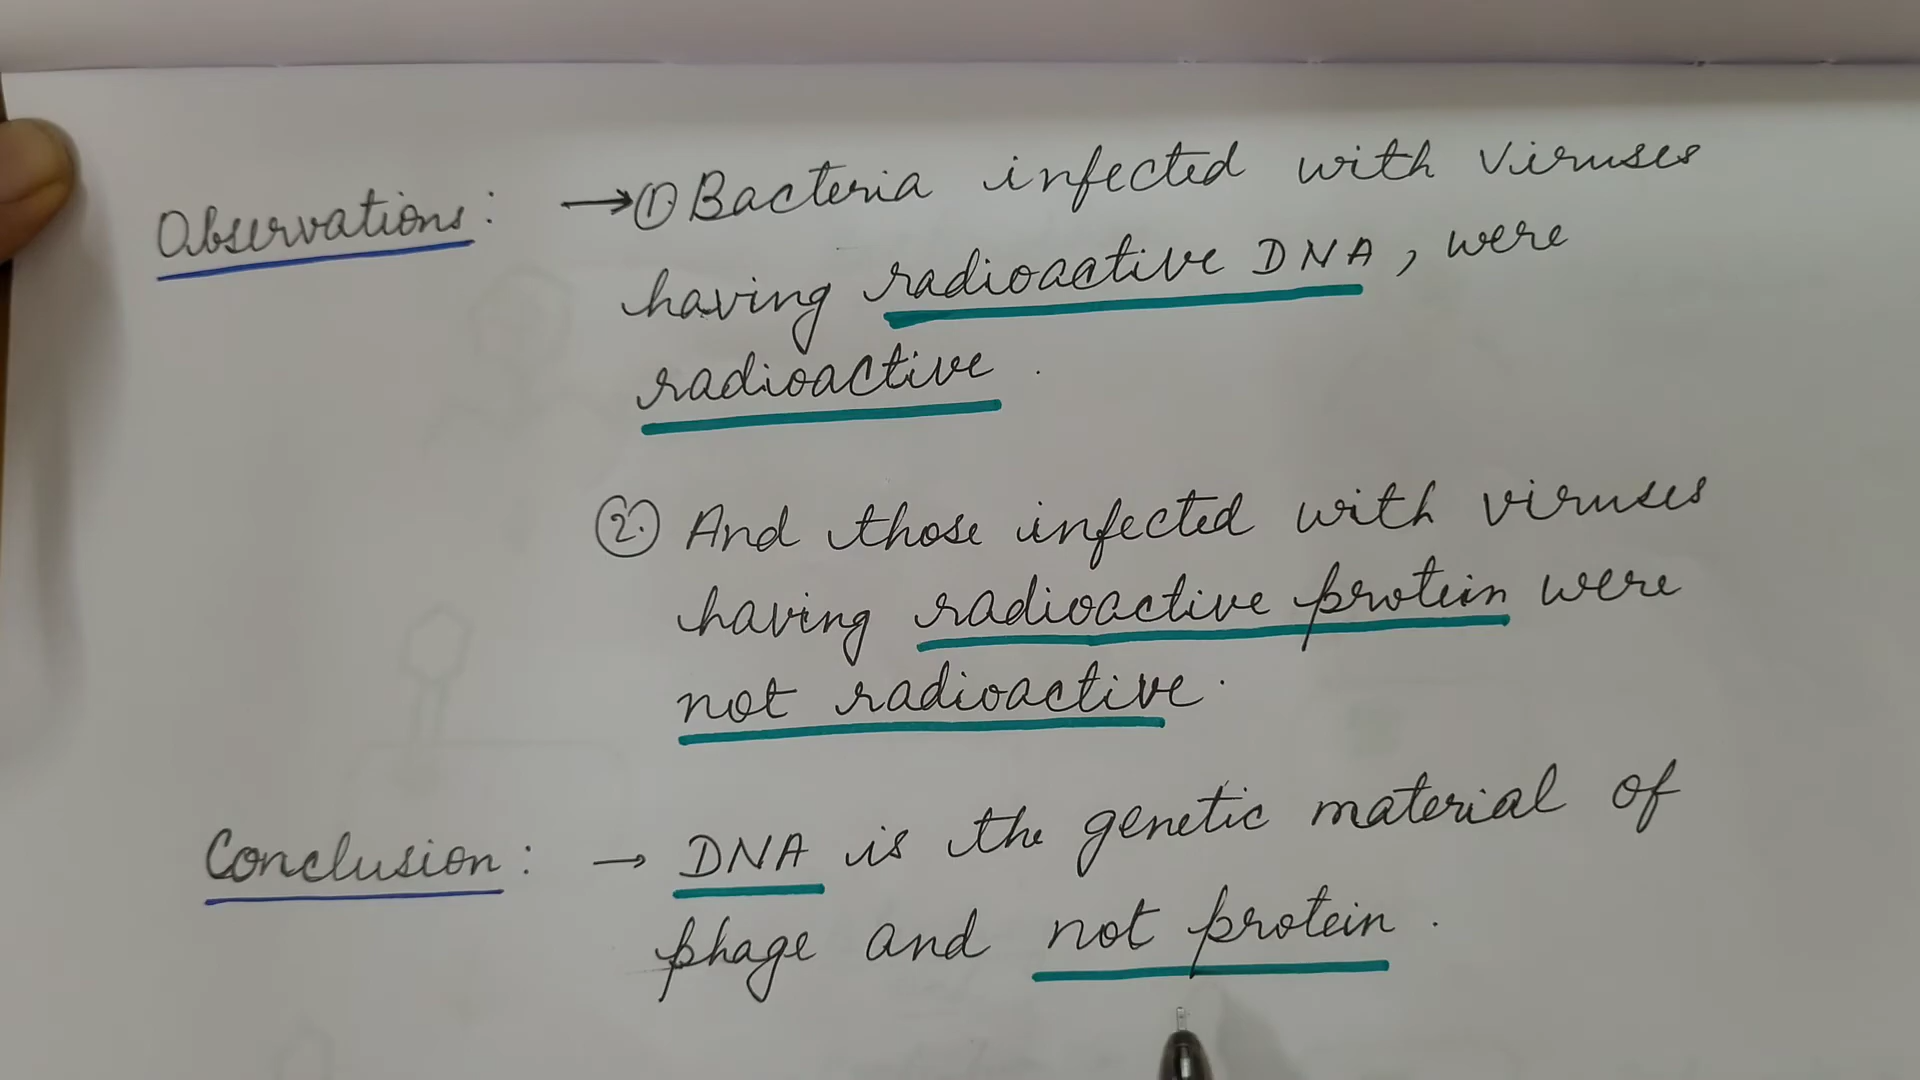 Observations: → ① Bacteria infected with viruses
having radioactive DNA, were
radioactive.
②. And those infected with viruses
having radioactive protein were
not radioactive.
Conclusion: → DNA is the genetic material of
phage and not protein.